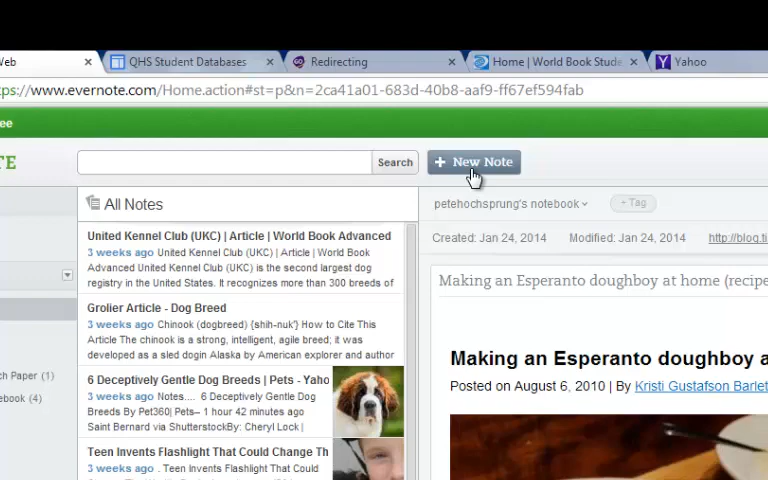 Web
QHS Student Databases
Redirecting
Home | World Book Stude
Yahoo
ps://www.evernote.com/Home.action#st=p&n=2ca41a01-683d-40b8-aaf9-ff67ef594fab
ee
TE
Search
+ New Note
All Notes
petehochsprung's notebook
+ Tag
Created: Jan 24, 2014 Modified: Jan 24, 2014 http://blog.ti
United Kennel Club (UKC) | Article | World Book Advanced
3 weeks ago United Kennel Club (UKC) | Article | World Book
Advanced United Kennel Club (UKC) is the second largest dog
registry in the United States. It recognizes more than 300 breeds of
Grolier Article - Dog Breed
3 weeks ago Chinook (dogbreed) {shih-nuk'} How to Cite This
Article The chinook is a strong, intelligent, agile breed; it was
developed as a sled dogin Alaska by American explorer and author
6 Deceptively Gentle Dog Breeds | Pets - Yaho
3 weeks ago Notes.... 6 Deceptively Gentle Dog
Breeds By Pet360| Pets– 1 hour 42 minutes ago
Saint Bernard via ShutterstockBy: Cheryl Lock |
Teen Invents Flashlight That Could Change Th
3 weeks ago . Teen Invents Flashlight That Could
ch Paper (1)
ebook (4)
Making an Esperanto doughboy at home (recipe
Making an Esperanto doughboy a
Posted on August 6, 2010 | By Kristi Gustafson Barlet